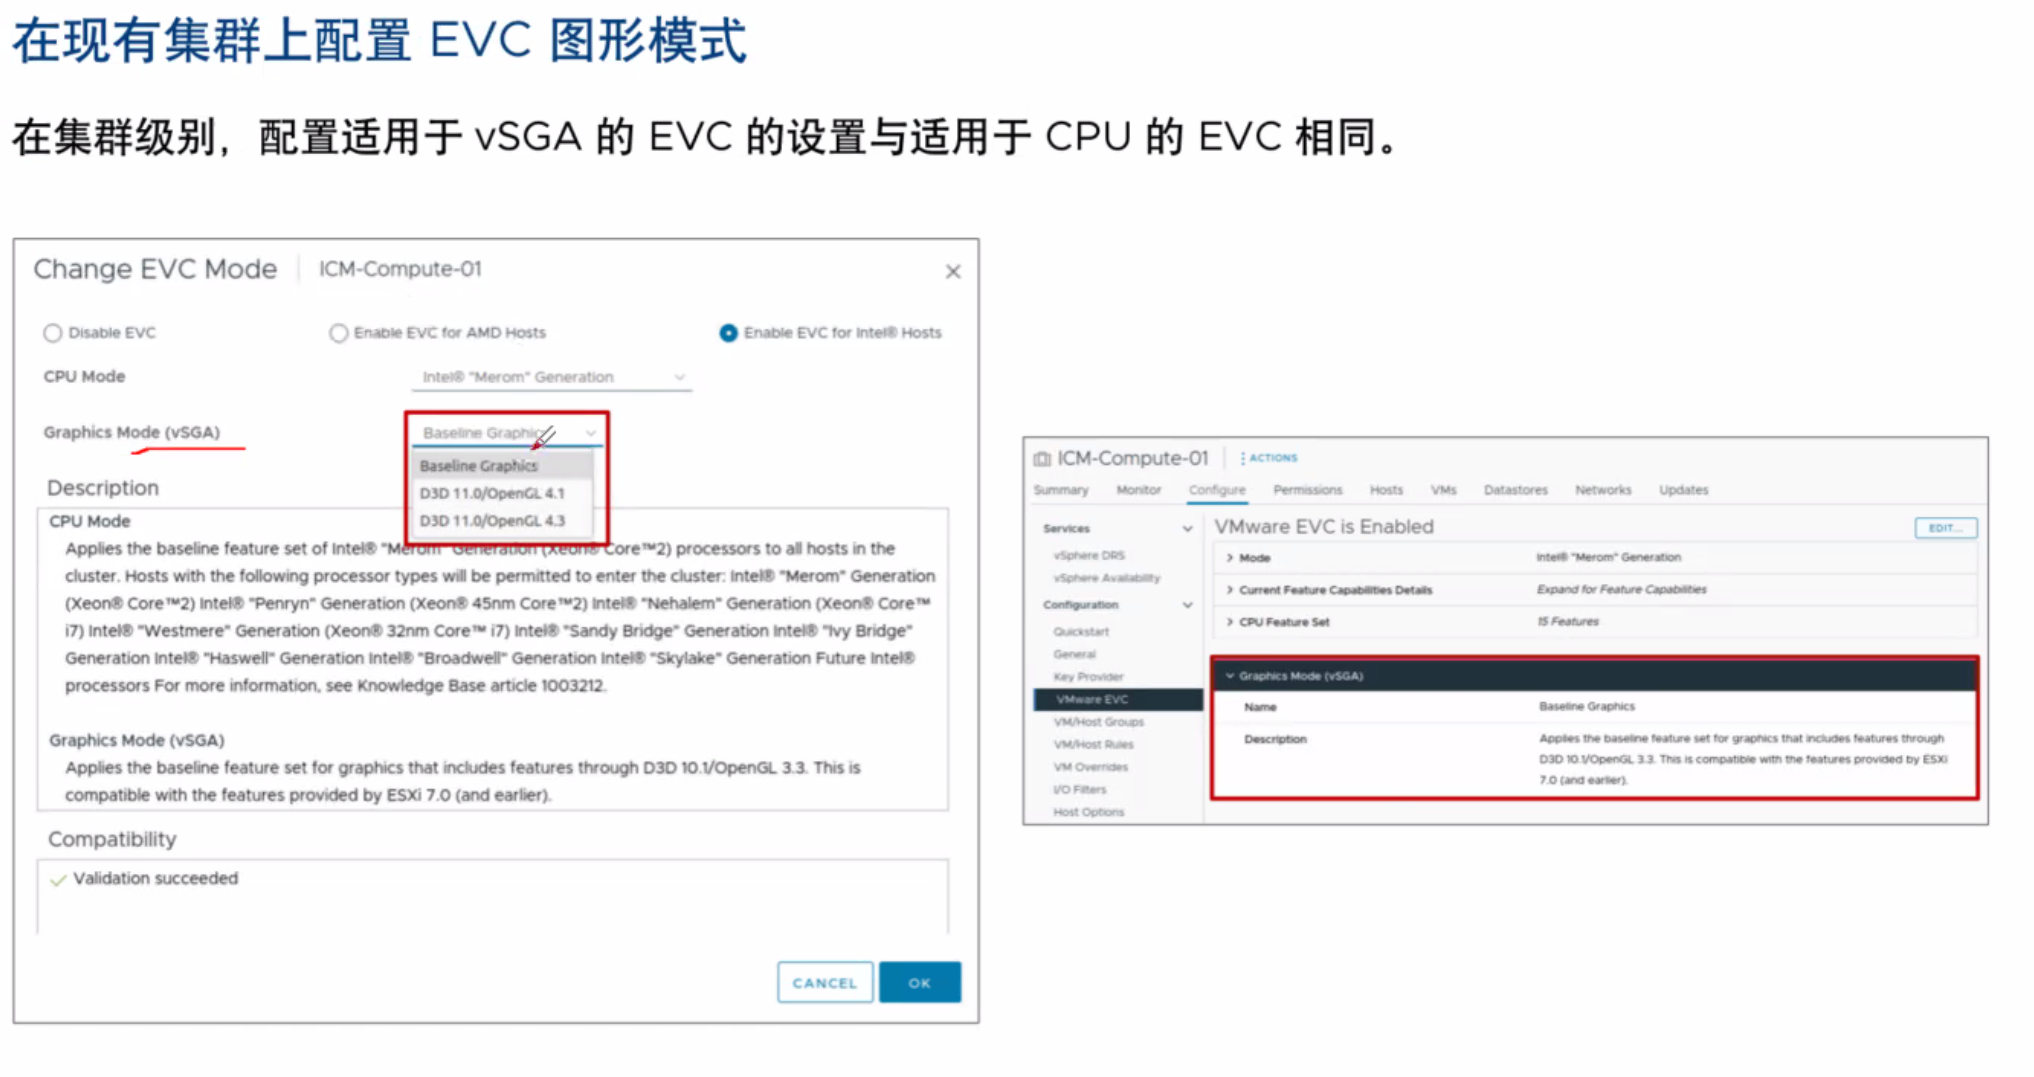 在现有集群上配置 EVC 图形模式
在集群级别，配置适用于 vSGA 的 EVC 的设置与适用于 CPU 的 EVC 相同。
Change EVC Mode ICM-Compute-01
Disable EVC Enable EVC for AMD Hosts Enable EVC for Intel® Hosts
CPU Mode Intel® "Merom" Generation
Graphics Mode (vSGA) Baseline Graphics
Baseline Graphics
D3D 11.0/OpenGL 4.1
D3D 11.0/OpenGL 4.3
Description
CPU Mode
Applies the baseline feature set of Intel® "Merom" Generation (Xeon® Core™2) processors to all hosts in the
cluster. Hosts with the following processor types will be permitted to enter the cluster: Intel® "Merom" Generation
(Xeon® Core™2) Intel® "Penryn" Generation (Xeon® 45nm Core™2) Intel® "Nehalem" Generation (Xeon® Core™
i7) Intel® "Westmere" Generation (Xeon® 32nm Core™ i7) Intel® "Sandy Bridge" Generation Intel® "Ivy Bridge"
Generation Intel® "Haswell" Generation Intel® "Broadwell" Generation Intel® "Skylake" Generation Future Intel®
processors For more information, see Knowledge Base article 1003212.
Graphics Mode (vSGA)
Applies the baseline feature set for graphics that includes features through D3D 10.1/OpenGL 3.3. This is
compatible with the features provided by ESXi 7.0 (and earlier).
Compatibility
Validation succeeded
CANCEL OK
ICM-Compute-01 ACTIONS
Summary Monitor Configure Permissions Hosts VMs Datastores Networks Updates
Services
vSphere DRS
vSphere Availability
Configuration
Quickstart
General
Key Provider
VMware EVC
VM/Host Groups
VM/Host Rules
VM Overrides
I/O Filters
Host Options
VMware EVC is Enabled EDIT...
Mode Intel® "Merom" Generation
Current Feature Capabilities Details Expand for Feature Capabilities
CPU Feature Set 15 Features
Graphics Mode (vSGA)
Name Baseline Graphics
Description Applies the baseline feature set for graphics that includes features through
D3D 10.1/OpenGL 3.3. This is compatible with the features provided by ESXi
7.0 (and earlier).